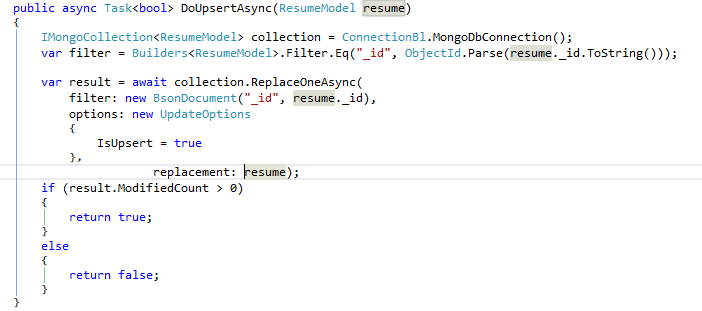 public async Task<bool> DoUpsertAsync(ResumeModel resume)
{
    IMongoCollection<ResumeModel> collection = ConnectionBl.MongoDbConnection();
    var filter = Builders<ResumeModel>.Filter.Eq("_id", ObjectId.Parse(resume._id.ToString()));

    var result = await collection.ReplaceOneAsync(
        filter: new BsonDocument("_id", resume._id),
        options: new UpdateOptions
        {
            IsUpsert = true
        },
                    replacement: resume);
    if (result.ModifiedCount > 0)
    {
        return true;
    }
    else
    {
        return false;
    }
}